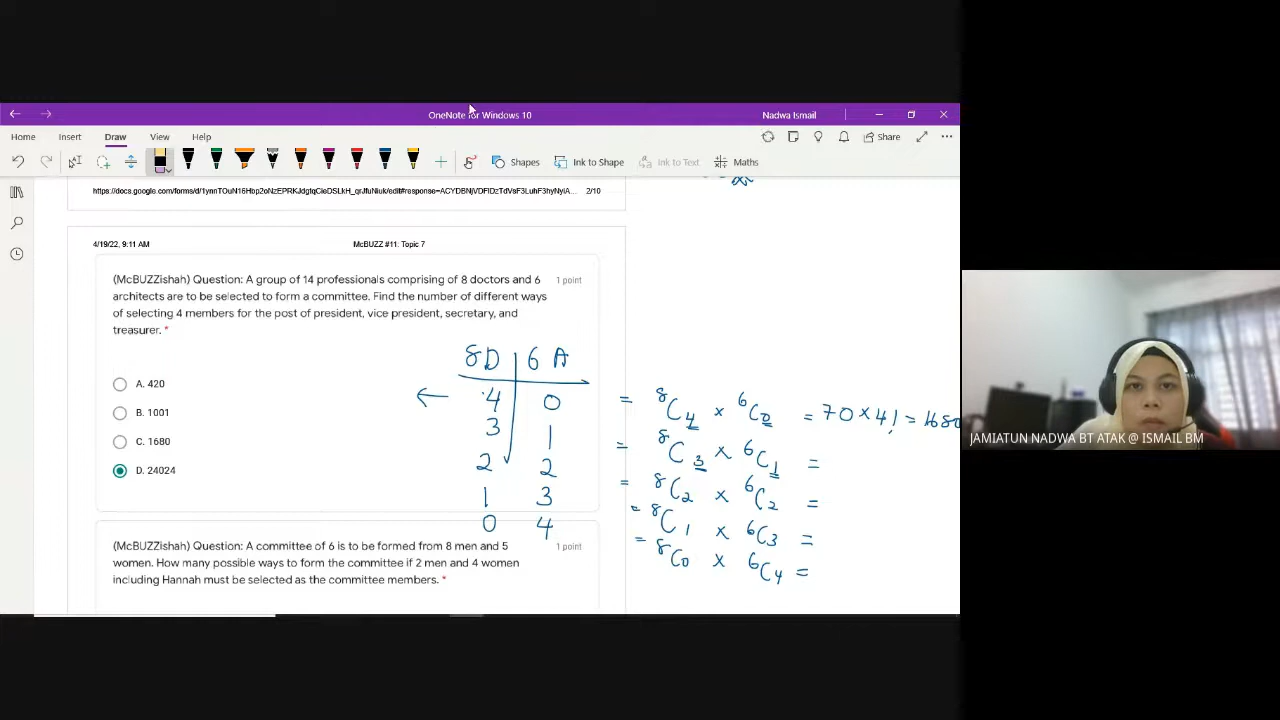 OneNote for Windows 10
Nadwa Ismail
Home Insert Draw View Help
Share
Shapes Ink to Shape Ink to Text Math
2/10
4/19/22, 9:11 AM McBUZZ #11: Topic 7
(McBUZZishah) Question: A group of 14 professionals comprising of 8 doctors and 6 1 point
architects are to be selected to form a committee. Find the number of different ways
of selecting 4 members for the post of president, vice president, secretary, and
treasurer. *
A. 420
B. 1001
C. 1680
D. 24024
8D 6 A
← 4 0 = ⁸C₄ × ⁶C₀ = 70 × 4! = 1680
3 1 = ⁸C₃ × ⁶C₁ =
2 2 = ⁸C₂ × ⁶C₂ =
1 3 = ⁸C₁ × ⁶C₃ =
0 4 = ⁸C₀ × ⁶C₄ =
(McBUZZishah) Question: A committee of 6 is to be formed from 8 men and 5 1 point
women. How many possible ways to form the committee if 2 men and 4 women
including Hannah must be selected as the committee members. *
JAMIATUN NADWA BT ATAK @ ISMAIL BM